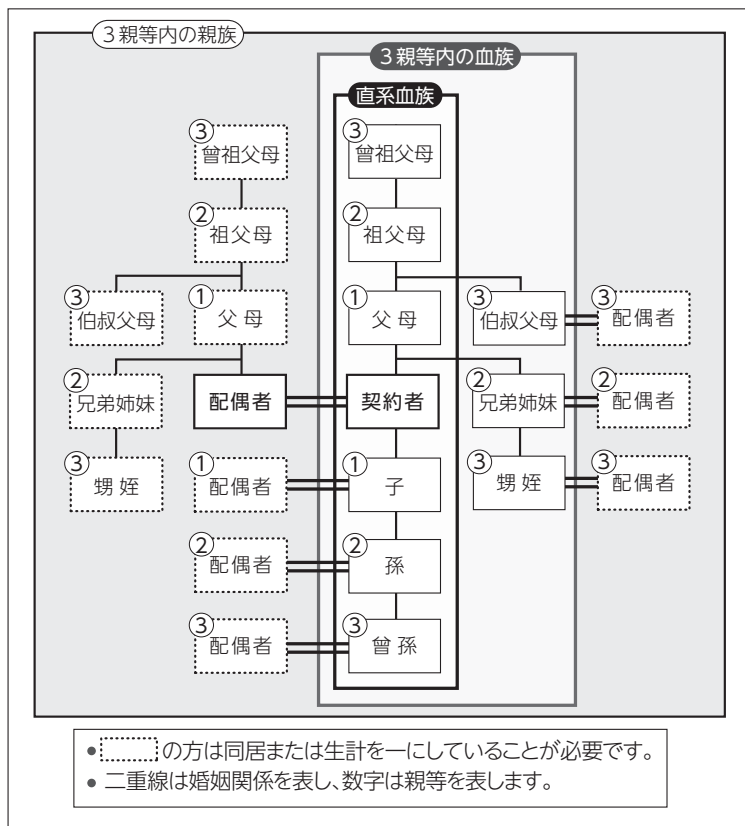 3親等内の親族
3親等内の血族
直系血族
③ ③
曾祖父母 曾祖父母
② ②
祖父母 祖父母
③ ① ① ③ ③
伯叔父母 父母 父母 伯叔父母 配偶者
② ② ②
兄弟姉妹 配偶者 契約者 兄弟姉妹 配偶者
③ ① ① ③ ③
甥姪 配偶者 子 甥姪 配偶者
② ②
配偶者 孫
③ ③
配偶者 曾孫
● の方は同居または生計を一にしていることが必要です。
● 二重線は婚姻関係を表し、数字は親等を表します。